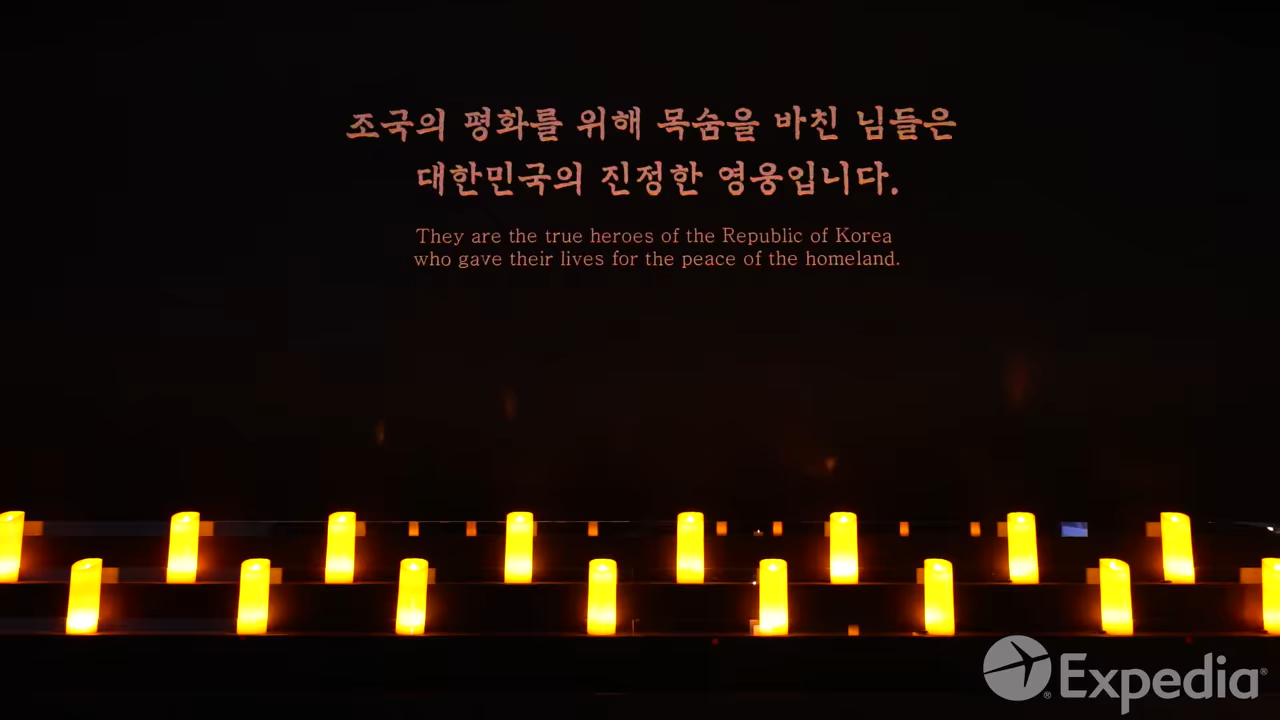 조국의 평화를 위해 목숨을 바친 님들은
대한민국의 진정한 영웅입니다.
They are the true heroes of the Republic of Korea
who gave their lives for the peace of the homeland.
Expedia